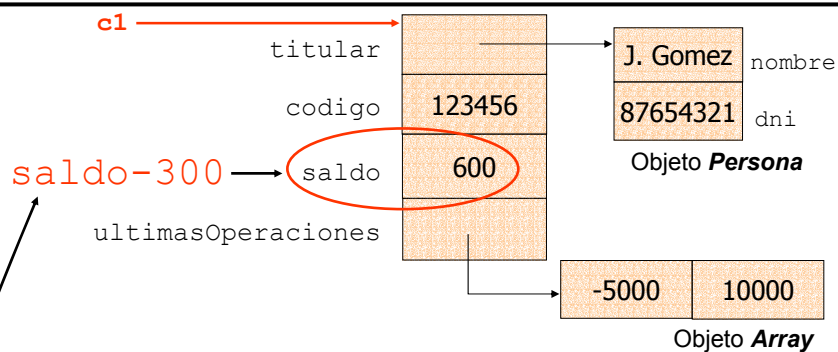 c1
titular
J. Gomez nombre
codigo 123456
87654321 dni
Objeto Persona
saldo-300 saldo 600
ultimasOperaciones
-5000 10000
Objeto Array